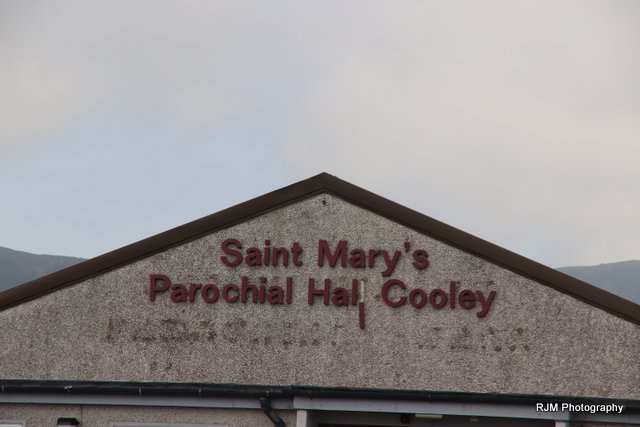 Saint Mary's
Parochial Hall Cooley
RJM Photography